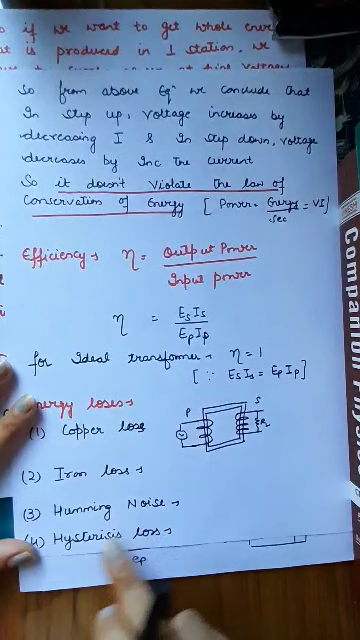 if we want to get whole
is produced in 1 station, we
So from above Eqn we conclude that
In step up, voltage increases by
decreasing I & In step down, voltage
decreases by Inc the current
So it doesn't Violate the law of
Conservation of Energy [Power = Energy/sec = VI]
Efficiency → η = Output Power / Input power
η = EsIs / EpIp
for Ideal transformer → η = 1
[∵ EsIs = EpIp]
Energy loses →
P S
(1) Copper loss
RL
(2) Iron loss →
(3) Humming Noise →
(4) Hysterisis loss →
ep
Companion